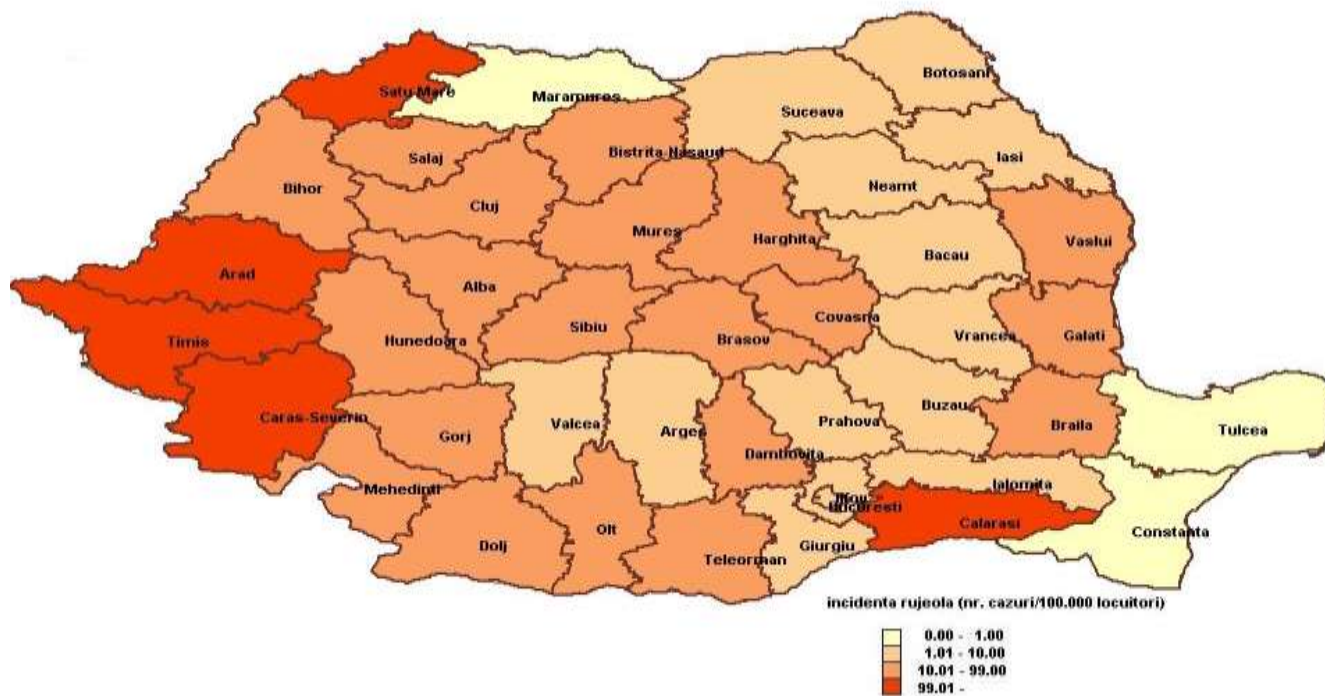 Botosani
Satu-Mare
Maramures
Suceava
Salaj
Bistrita-Nasaud
Iasi
Bihor
Neamt
Cluj
Mures
Harghita
Vaslui
Bacau
Arad
Alba
Covasna
Sibiu
Timis
Hunedoara
Brasov
Vrancea
Galati
Caras-Severin
Buzau
Valcea
Prahova
Braila
Gorj
Arges
Tulcea
Dambovita
Mehedinti
Ialomita
Ilfov
Bucuresti
Calarasi
Olt
Constanta
Dolj
Giurgiu
Teleorman
incidenta rujeola (nr. cazuri/100.000 locuitori)
0.00 - 1.00
1.01 - 10.00
10.01 - 99.00
99.01 -